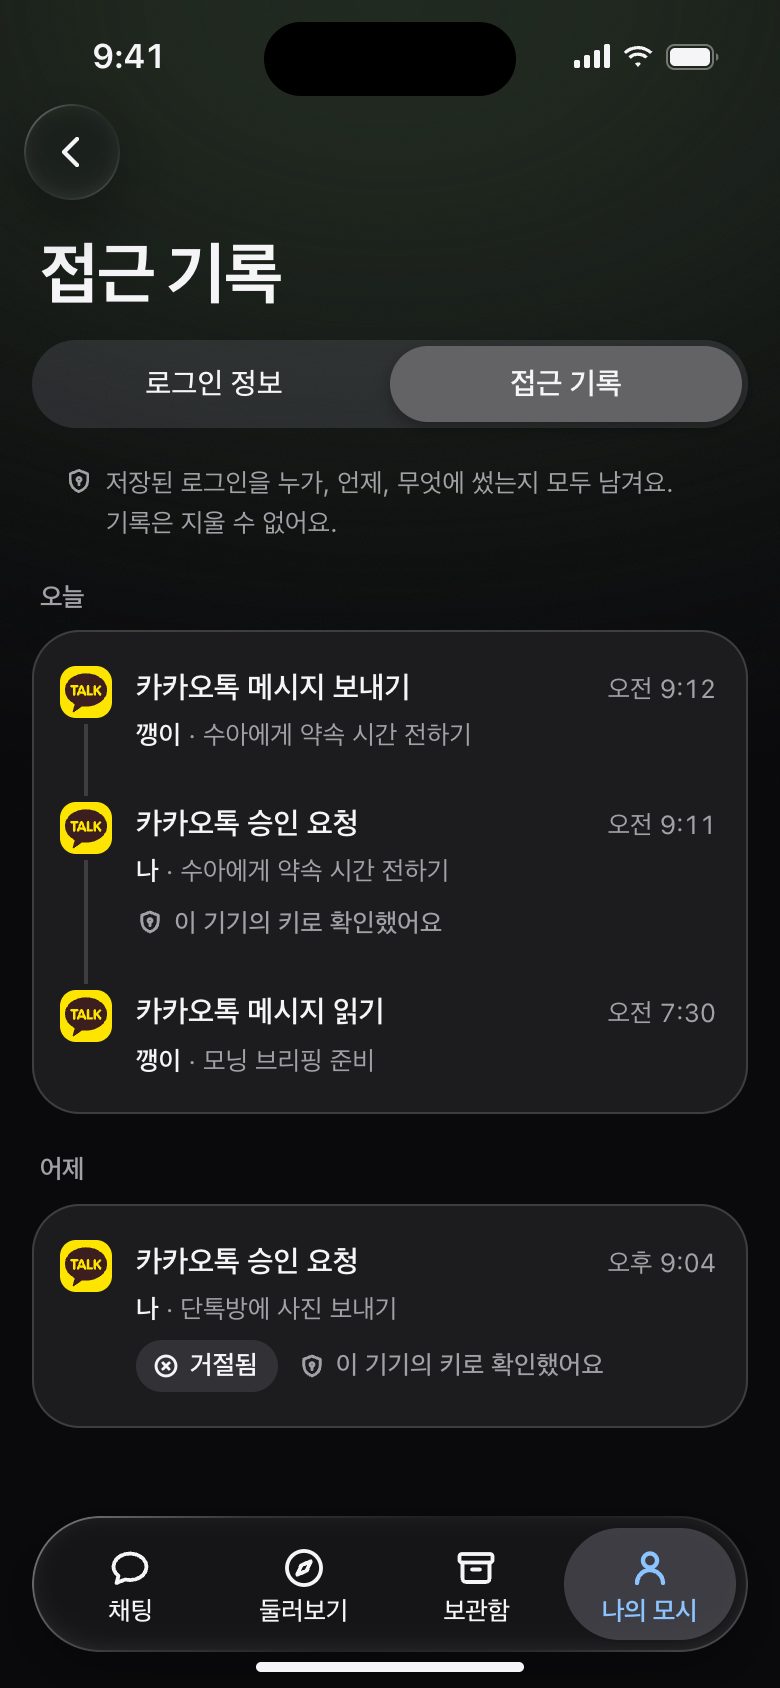 9:41
접근 기록
로그인 정보
접근 기록
저장된 로그인을 누가, 언제, 무엇에 썼는지 모두 남겨요.
기록은 지울 수 없어요.
오늘
TALK
카카오톡 메시지 보내기
오전 9:12
깽이 · 수아에게 약속 시간 전하기
TALK
카카오톡 승인 요청
오전 9:11
나 · 수아에게 약속 시간 전하기
이 기기의 키로 확인했어요
TALK
카카오톡 메시지 읽기
오전 7:30
깽이 · 모닝 브리핑 준비
어제
TALK
카카오톡 승인 요청
오후 9:04
나 · 단톡방에 사진 보내기
거절됨
이 기기의 키로 확인했어요
채팅
둘러보기
보관함
나의 모시